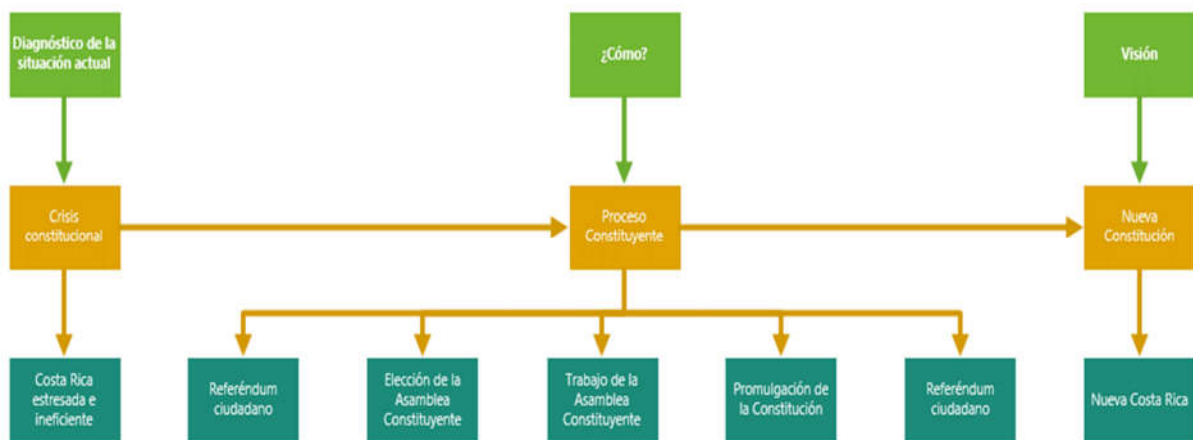 Diagnóstico de la
situación actual
¿Cómo?
Visión
Crisis
constitucional
Proceso
Constituyente
Nueva
Constitución
Costa Rica
estresada e
ineficiente
Referéndum
ciudadano
Elección de la
Asamblea
Constituyente
Trabajo de la
Asamblea
Constituyente
Promulgación de
la Constitución
Referéndum
ciudadano
Nueva Costa Rica